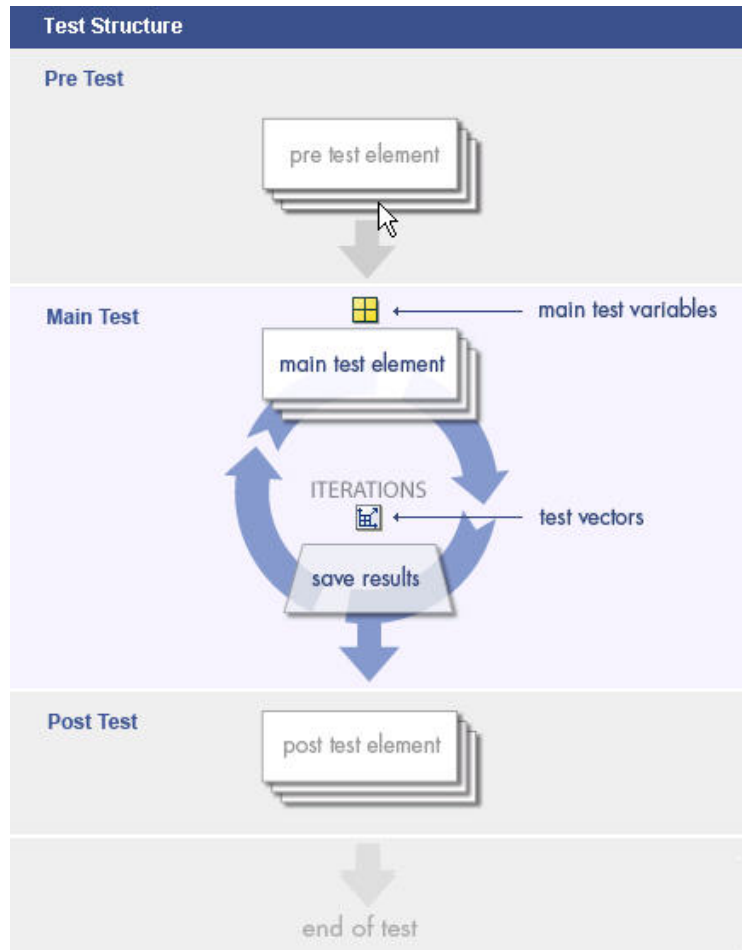 Test Structure
Pre Test
pre test element
Main Test
main test variables
main test element
ITERATIONS
test vectors
save results
Post Test
post test element
end of test